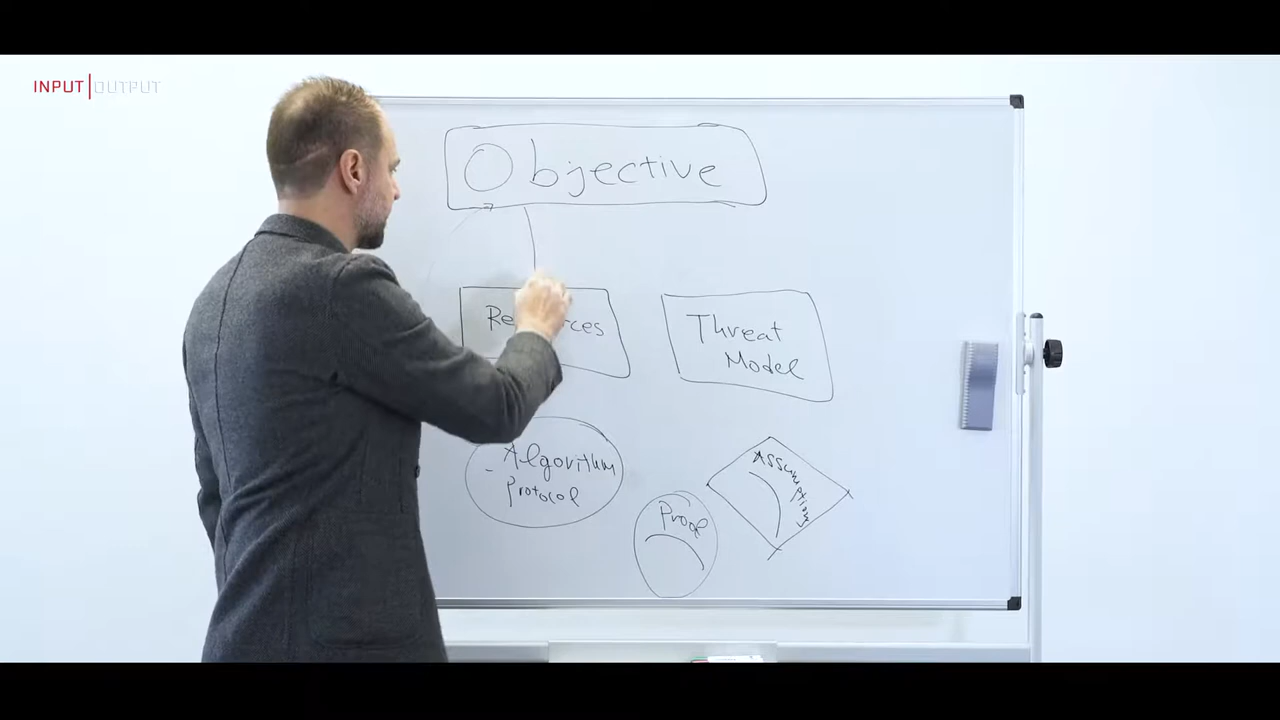 INPUT|OUTPUT
Objective
Resources
Threat
Model
Algorithm
Protocol
Assumptions
Proof